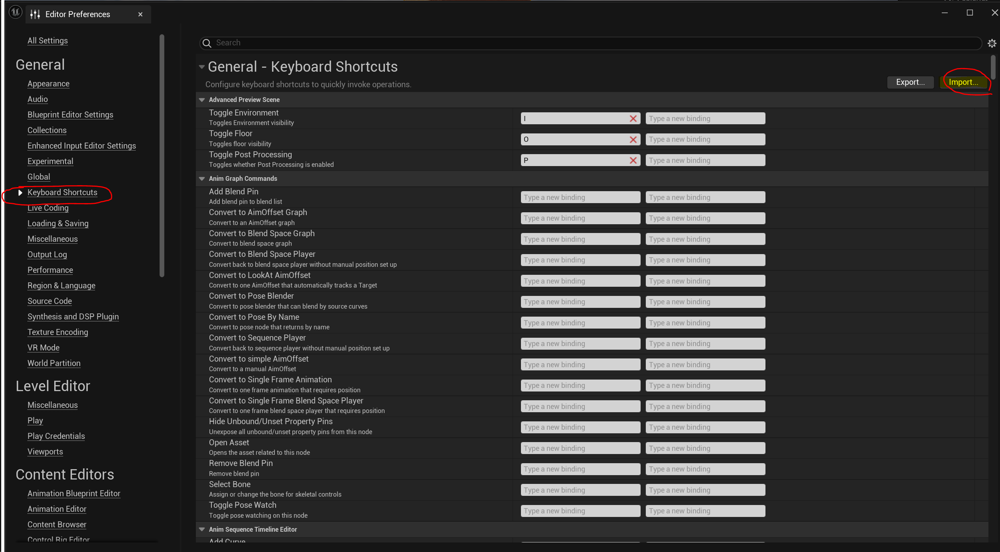 Editor Preferences
All Settings
General
Appearance
Audio
Blueprint Editor Settings
Collections
Enhanced Input Editor Settings
Experimental
Global
Keyboard Shortcuts
Live Coding
Loading & Saving
Miscellaneous
Output Log
Performance
Region & Language
Source Code
Synthesis and DSP Plugin
Texture Encoding
VR Mode
World Partition
Level Editor
Miscellaneous
Play
Play Credentials
Viewports
Content Editors
Animation Blueprint Editor
Animation Editor
Content Browser
Control Rig Editor
Search
General - Keyboard Shortcuts
Configure keyboard shortcuts to quickly invoke operations.
Export... Import...
Advanced Preview Scene
Toggle Environment
Toggles Environment visibility
I Type a new binding
Toggle Floor
Toggles floor visibility
O Type a new binding
Toggle Post Processing
Toggles whether Post Processing is enabled
P Type a new binding
Anim Graph Commands
Add Blend Pin
Add blend pin to blend list
Type a new binding Type a new binding
Convert to AimOffset Graph
Convert to an AimOffset graph
Type a new binding Type a new binding
Convert to Blend Space Graph
Convert to blend space graph
Type a new binding Type a new binding
Convert to Blend Space Player
Convert back to blend space player without manual position set up
Type a new binding Type a new binding
Convert to LookAt AimOffset
Convert to one AimOffset that automatically tracks a Target
Type a new binding Type a new binding
Convert to Pose Blender
Convert to pose blender that can blend by source curves
Type a new binding Type a new binding
Convert to Pose By Name
Convert to pose node that returns by name
Type a new binding Type a new binding
Convert to Sequence Player
Convert back to sequence player without manual position set up
Type a new binding Type a new binding
Convert to simple AimOffset
Convert to a manual AimOffset
Type a new binding Type a new binding
Convert to Single Frame Animation
Convert to one frame animation that requires position
Type a new binding Type a new binding
Convert to Single Frame Blend Space Player
Convert to one frame blend space player that requires position
Type a new binding Type a new binding
Hide Unbound/Unset Property Pins
Unexpose all unbound/unset property pins from this node
Type a new binding Type a new binding
Open Asset
Opens the asset related to this node
Type a new binding Type a new binding
Remove Blend Pin
Remove blend pin
Type a new binding Type a new binding
Select Bone
Assign or change the bone for skeletal controls
Type a new binding Type a new binding
Toggle Pose Watch
Toggle pose watching on this node
Type a new binding Type a new binding
Anim Sequence Timeline Editor
Add Curve